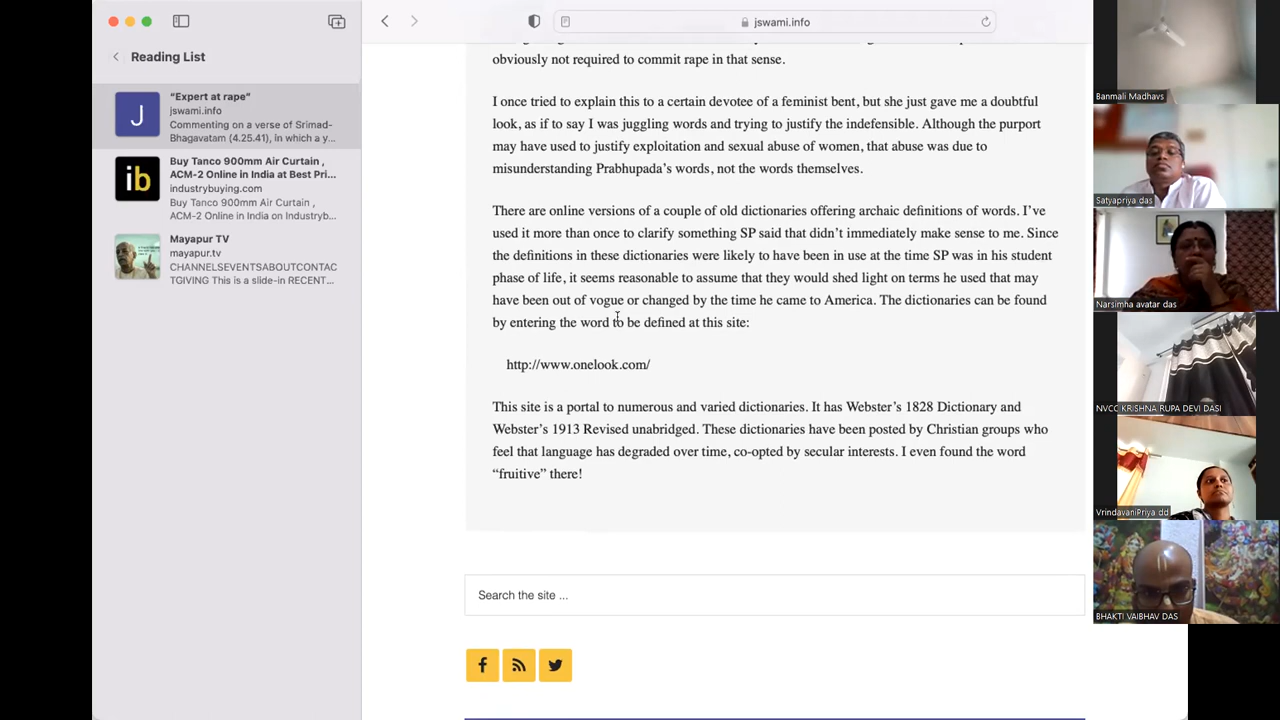 Reading List
"Expert at rape"
jswami.info
Commenting on a verse of Srimad-
Bhagavatam (4.25.41), in which a y...
Buy Tanco 900mm Air Curtain ,
ACM-2 Online in India at Best Pri...
industrybuying.com
Buy Tanco 900mm Air Curtain ,
ACM-2 Online in India on Industryb...
Mayapur TV
mayapur.tv
CHANNELSEVENTSABOUTCONTAC
TGIVING This is a slide-in RECENT...
J
ib
jswami.info
obviously not required to commit rape in that sense.
I once tried to explain this to a certain devotee of a feminist bent, but she just gave me a doubtful
look, as if to say I was juggling words and trying to justify the indefensible. Although the purport
may have used to justify exploitation and sexual abuse of women, that abuse was due to
misunderstanding Prabhupada's words, not the words themselves.
There are online versions of a couple of old dictionaries offering archaic definitions of words. I've
used it more than once to clarify something SP said that didn't immediately make sense to me. Since
the definitions in these dictionaries were likely to have been in use at the time SP was in his student
phase of life, it seems reasonable to assume that they would shed light on terms he used that may
have been out of vogue or changed by the time he came to America. The dictionaries can be found
by entering the word to be defined at this site:
http://www.onelook.com/
This site is a portal to numerous and varied dictionaries. It has Webster's 1828 Dictionary and
Webster's 1913 Revised unabridged. These dictionaries have been posted by Christian groups who
feel that language has degraded over time, co-opted by secular interests. I even found the word
"fruitive" there!
Search the site ...
Banmali Madhavs
Satyapriya das
Narsimha avatar das
NVCC KRISHNA RUPA DEVI DASI
VrindavaniPriya dd
BHAKTI VAIBHAV DAS